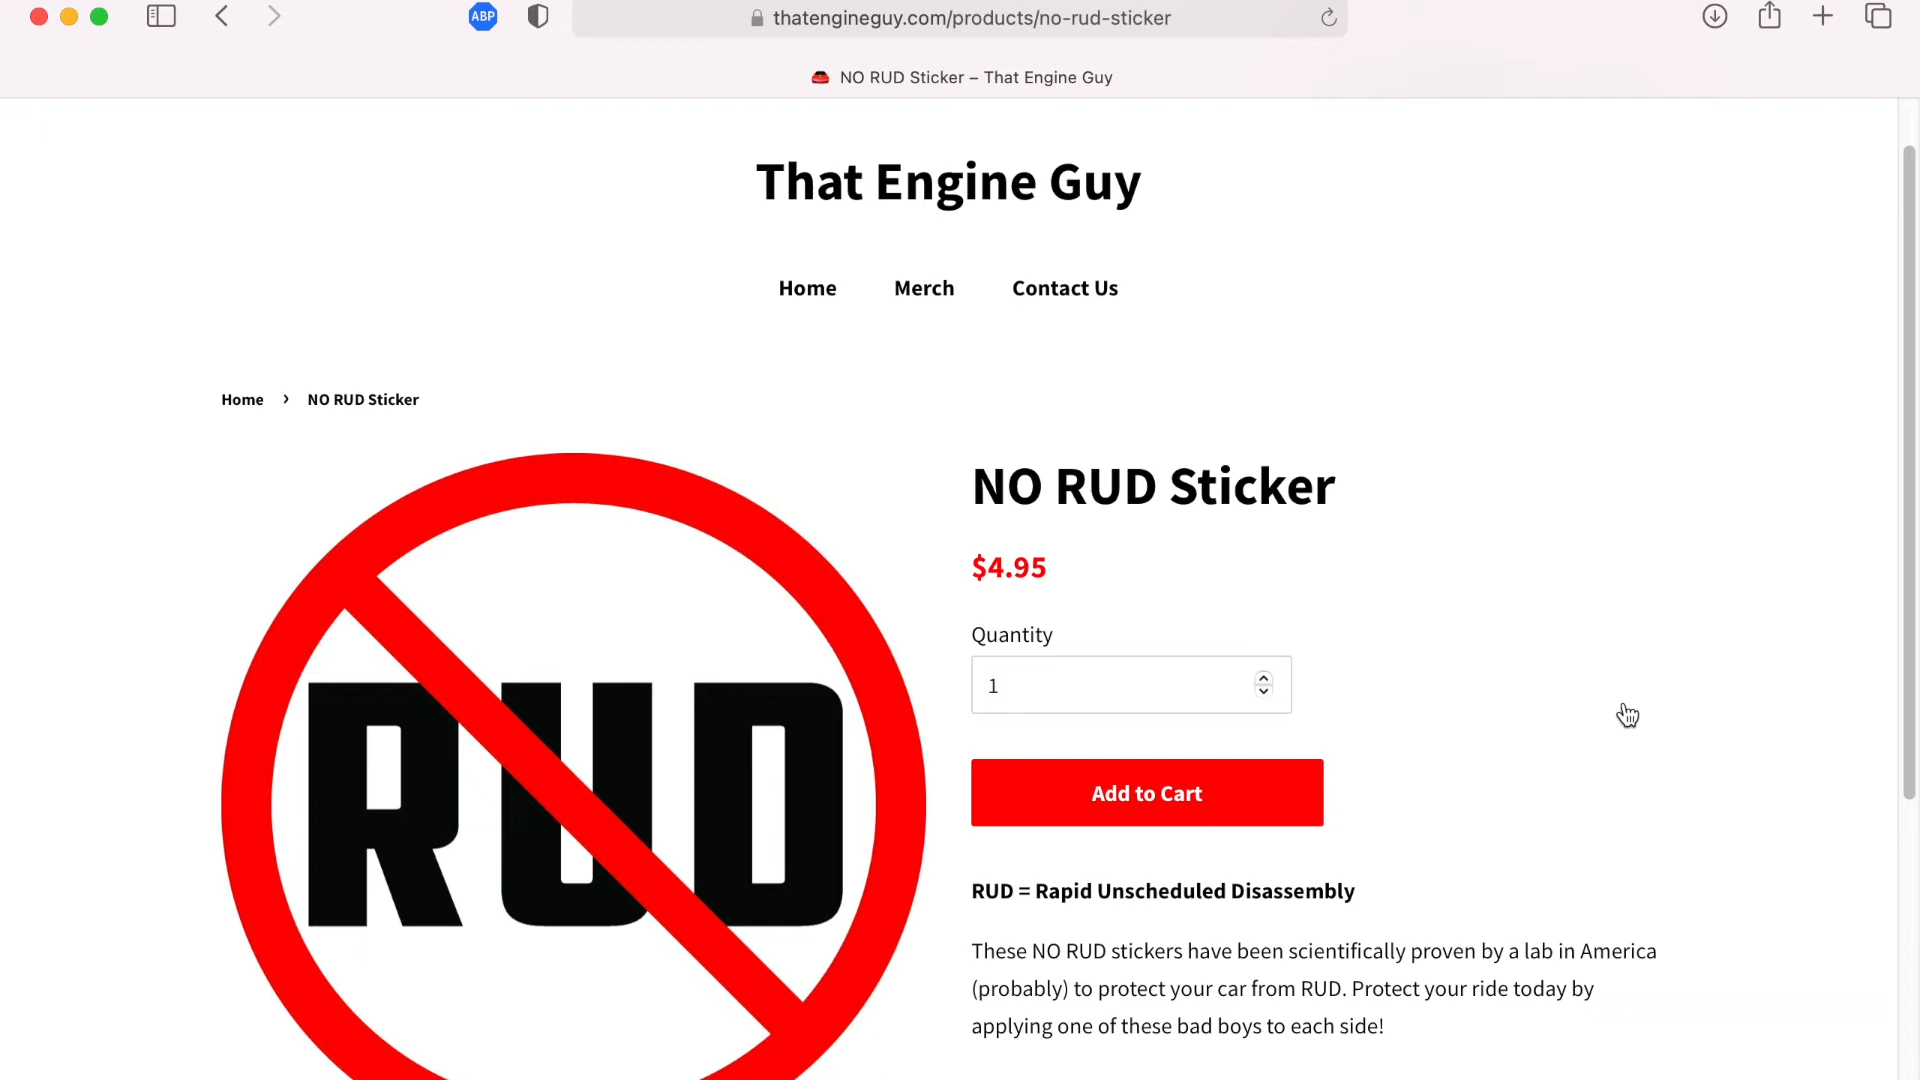 ABP
thatengineguy.com/products/no-rud-sticker
NO RUD Sticker – That Engine Guy
That Engine Guy
Home Merch Contact Us
Home › NO RUD Sticker
RUD
NO RUD Sticker
$4.95
Quantity
1
Add to Cart
RUD = Rapid Unscheduled Disassembly
These NO RUD stickers have been scientifically proven by a lab in America
(probably) to protect your car from RUD. Protect your ride today by
applying one of these bad boys to each side!